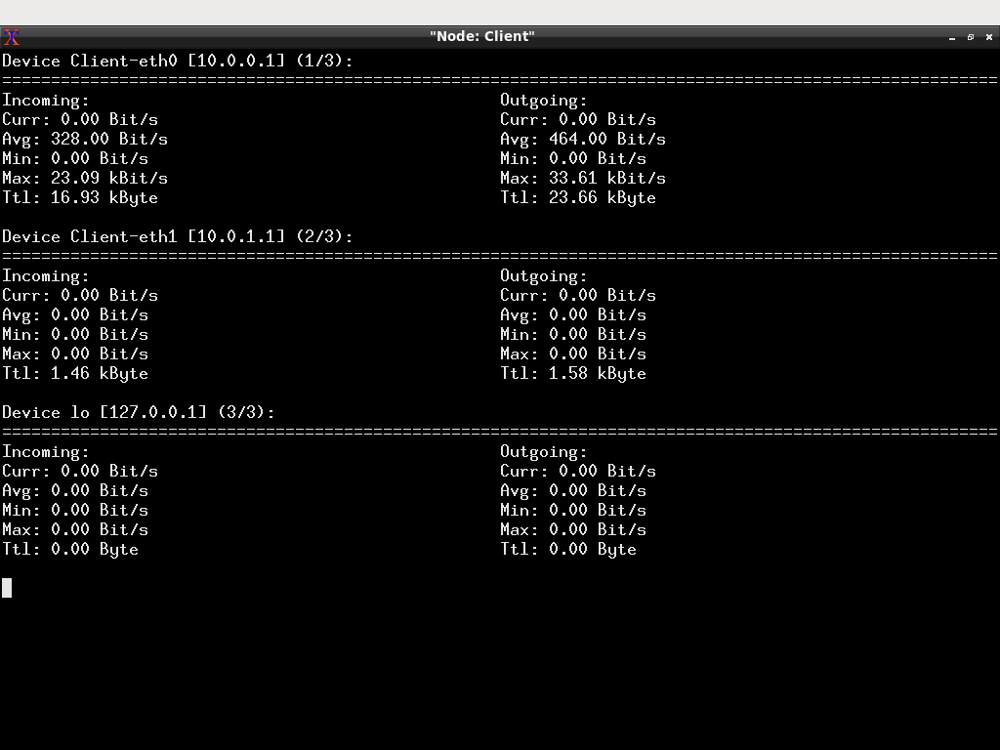 "Node: Client"
Device Client-eth0 [10.0.0.1] (1/3):
======================================================================================================
Incoming: Outgoing:
Curr: 0.00 Bit/s Curr: 0.00 Bit/s
Avg: 328.00 Bit/s Avg: 464.00 Bit/s
Min: 0.00 Bit/s Min: 0.00 Bit/s
Max: 23.09 kBit/s Max: 33.61 kBit/s
Ttl: 16.93 kByte Ttl: 23.66 kByte
Device Client-eth1 [10.0.1.1] (2/3):
======================================================================================================
Incoming: Outgoing:
Curr: 0.00 Bit/s Curr: 0.00 Bit/s
Avg: 0.00 Bit/s Avg: 0.00 Bit/s
Min: 0.00 Bit/s Min: 0.00 Bit/s
Max: 0.00 Bit/s Max: 0.00 Bit/s
Ttl: 1.46 kByte Ttl: 1.58 kByte
Device lo [127.0.0.1] (3/3):
======================================================================================================
Incoming: Outgoing:
Curr: 0.00 Bit/s Curr: 0.00 Bit/s
Avg: 0.00 Bit/s Avg: 0.00 Bit/s
Min: 0.00 Bit/s Min: 0.00 Bit/s
Max: 0.00 Bit/s Max: 0.00 Bit/s
Ttl: 0.00 Byte Ttl: 0.00 Byte